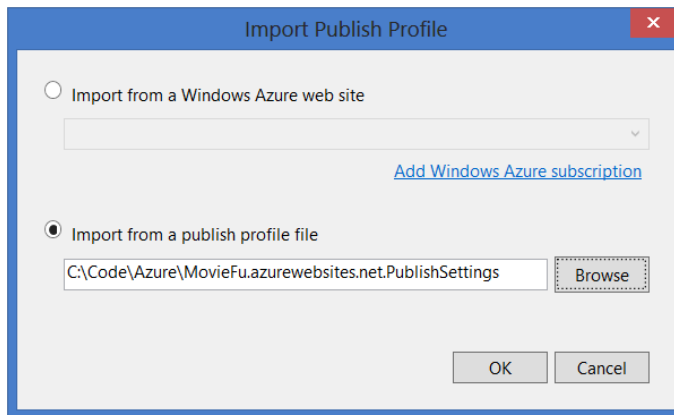 Import Publish Profile
Import from a Windows Azure web site
Add Windows Azure subscription
Import from a publish profile file
C:\Code\Azure\MovieFu.azurewebsites.net.PublishSettings
Browse
OK
Cancel